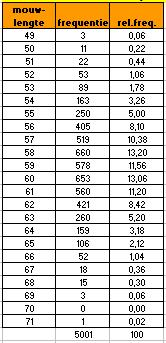 mouw-
lengte frequentie rel.freq.
49 3 0,06
50 11 0,22
51 22 0,44
52 53 1,06
53 89 1,78
54 163 3,26
55 250 5,00
56 405 8,10
57 519 10,38
58 660 13,20
59 578 11,56
60 653 13,06
61 560 11,20
62 421 8,42
63 260 5,20
64 159 3,18
65 106 2,12
66 52 1,04
67 18 0,36
68 15 0,30
69 3 0,06
70 0 0,00
71 1 0,02
5001 100